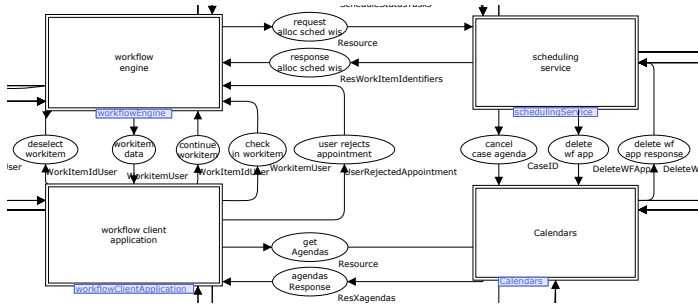 ScheduleStatusTasks
request
alloc sched wis
Resource
workflow
engine
scheduling
service
response
alloc sched wis
ResWorkItemIdentifiers
workflowEngine
schedulingService
deselect
workitem
workitem
data
continue
workitem
check
in workitem
user rejects
appointment
cancel
case agenda
delete
wf app
delete wf
app response
User
WorkItemIdUser
WorkitemUser
WorkItemIdUser
WorkitemUser
UserRejectedAppointment
CaseID
DeleteWFApp
DeleteW
workflow client
application
Calendars
get
Agendas
Resource
agendas
Response
ResXagendas
workflowClientApplication
Calendars